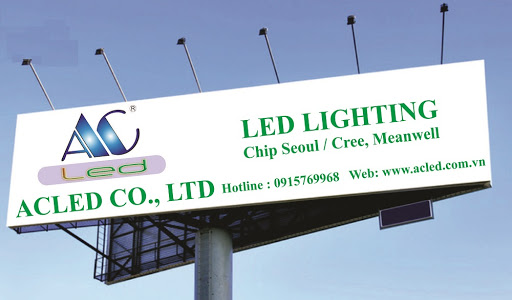 AC ®
Led
LED LIGHTING
Chip Seoul / Cree, Meanwell
ACLED CO., LTD Hotline : 0915769968 Web: www.acled.com.vn